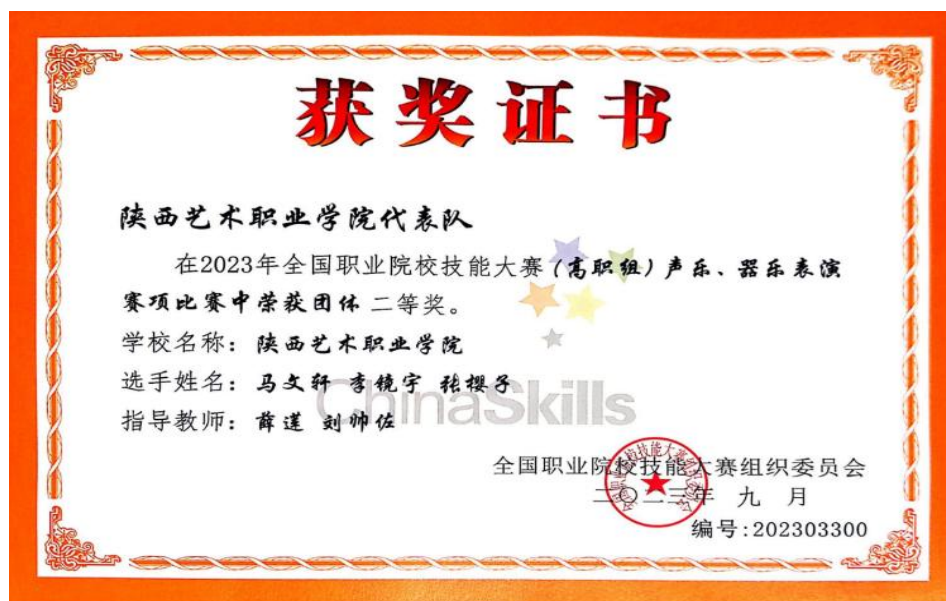 获奖证书
陕西艺术职业学院代表队
在2023年全国职业院校技能大赛(高职组)声乐、器乐表演
赛项比赛中荣获团体 二等奖。
学校名称：陕西艺术职业学院
选手姓名：马文轩 李镜宇 张樱子
指导教师：薛莲 刘帅佐
ChinaSkills
全国职业院校技能大赛组织委员会
二〇二三年 九 月
编号:202303300